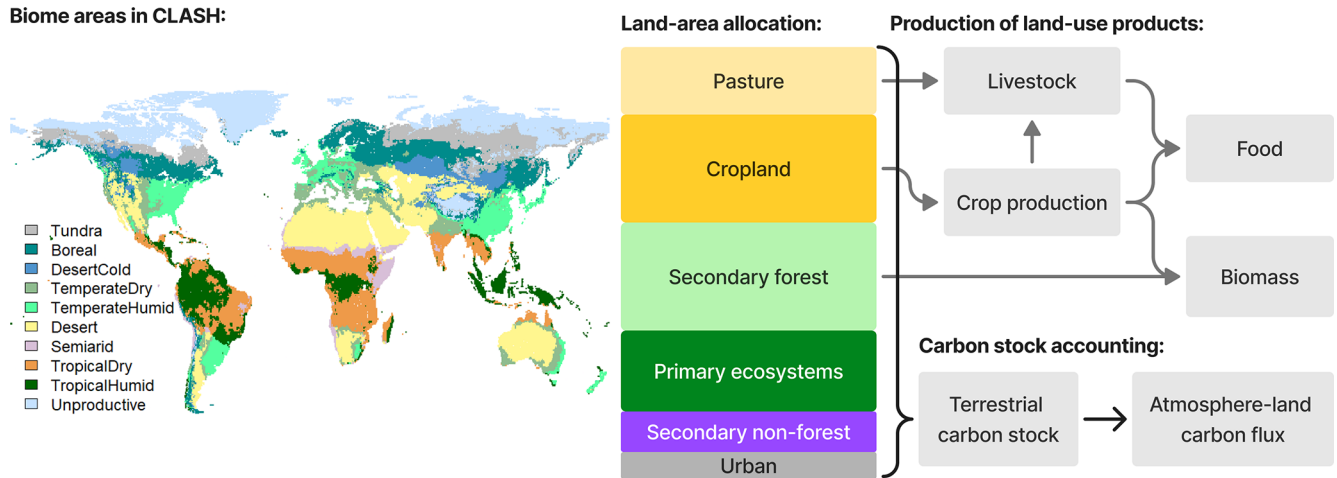 Biome areas in CLASH:
Tundra
Boreal
DesertCold
TemperateDry
TemperateHumid
Desert
Semiarid
TropicalDry
TropicalHumid
Unproductive
Land-area allocation:
Pasture
Cropland
Secondary forest
Primary ecosystems
Secondary non-forest
Urban
Production of land-use products:
Livestock
Crop production
Food
Biomass
Carbon stock accounting:
Terrestrial
carbon stock
Atmosphere-land
carbon flux